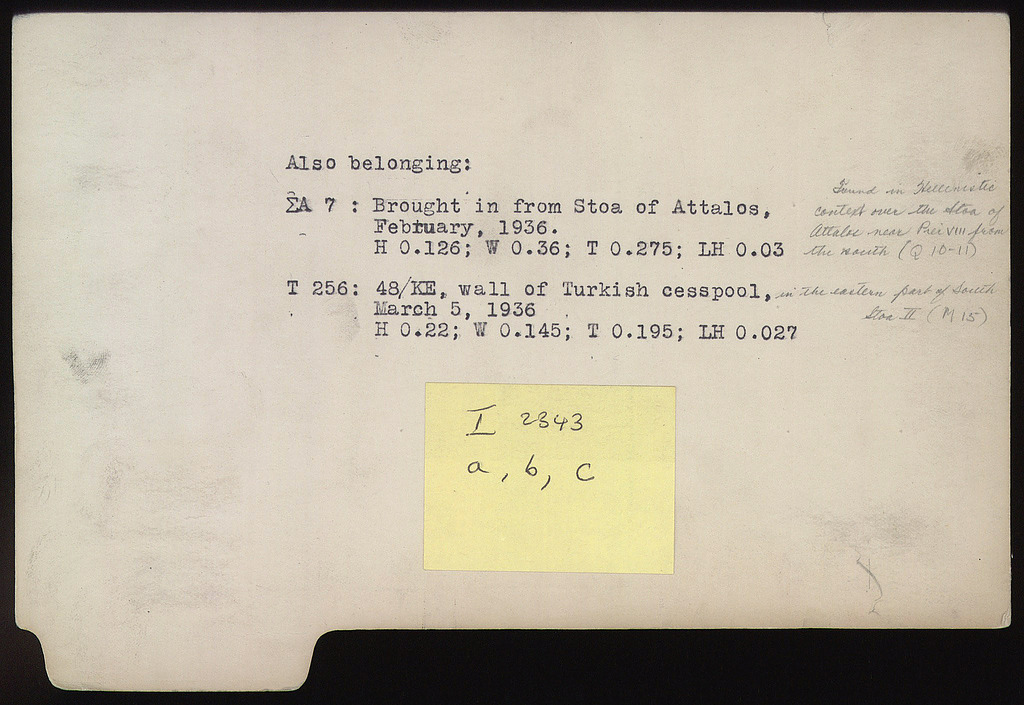 Also belonging:
ΣA 7 : Brought in from Stoa of Attalos,
February, 1936.
H 0.126; W 0.36; T 0.275; LH 0.03
Found in Hellenistic
context over the Stoa of
Attalos near Pier VIII from
the south (Q 10-11)
T 256: 48/KE, wall of Turkish cesspool, in the eastern part of South
March 5, 1936
Stoa II (M 15)
H 0.22; W 0.145; T 0.195; LH 0.027
I 2343
a, b, c